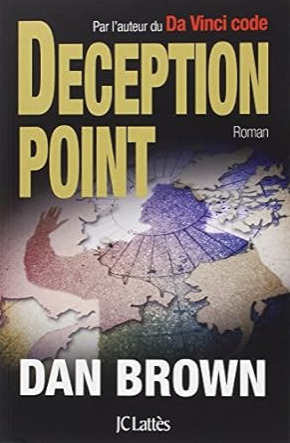 Par l'auteur du Da Vinci code
DECEPTION
POINT
Roman
DAN BROWN
JC Lattès